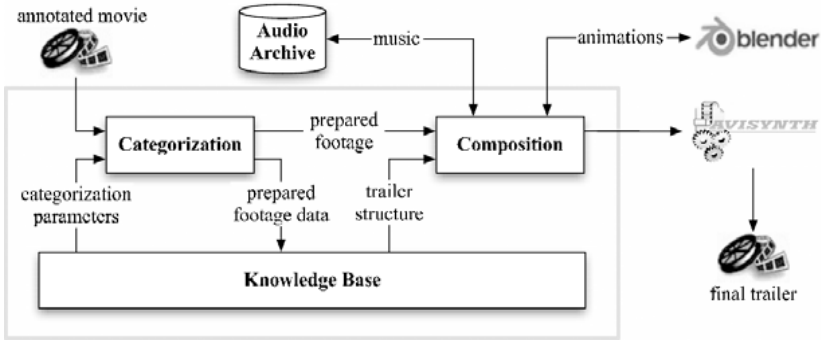 annotated movie
Audio
Archive
music
animations
blender
Categorization
prepared
footage
Composition
AVISYNTH
categorization
parameters
prepared
footage data
trailer
structure
Knowledge Base
final trailer